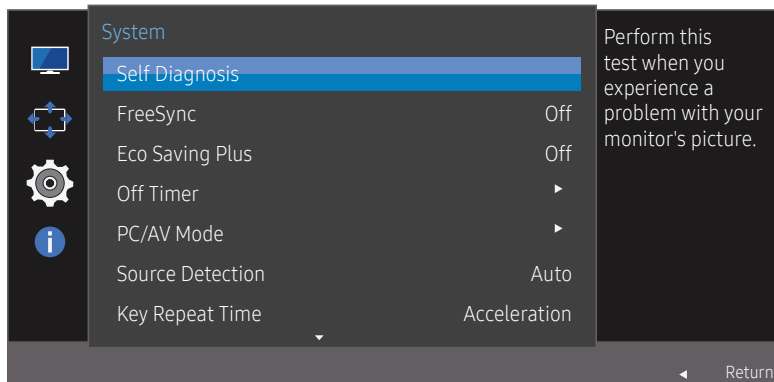 System
Self Diagnosis
FreeSync Off
Eco Saving Plus Off
Off Timer
PC/AV Mode
Source Detection Auto
Key Repeat Time Acceleration
Perform this
test when you
experience a
problem with your
monitor's picture.
Return